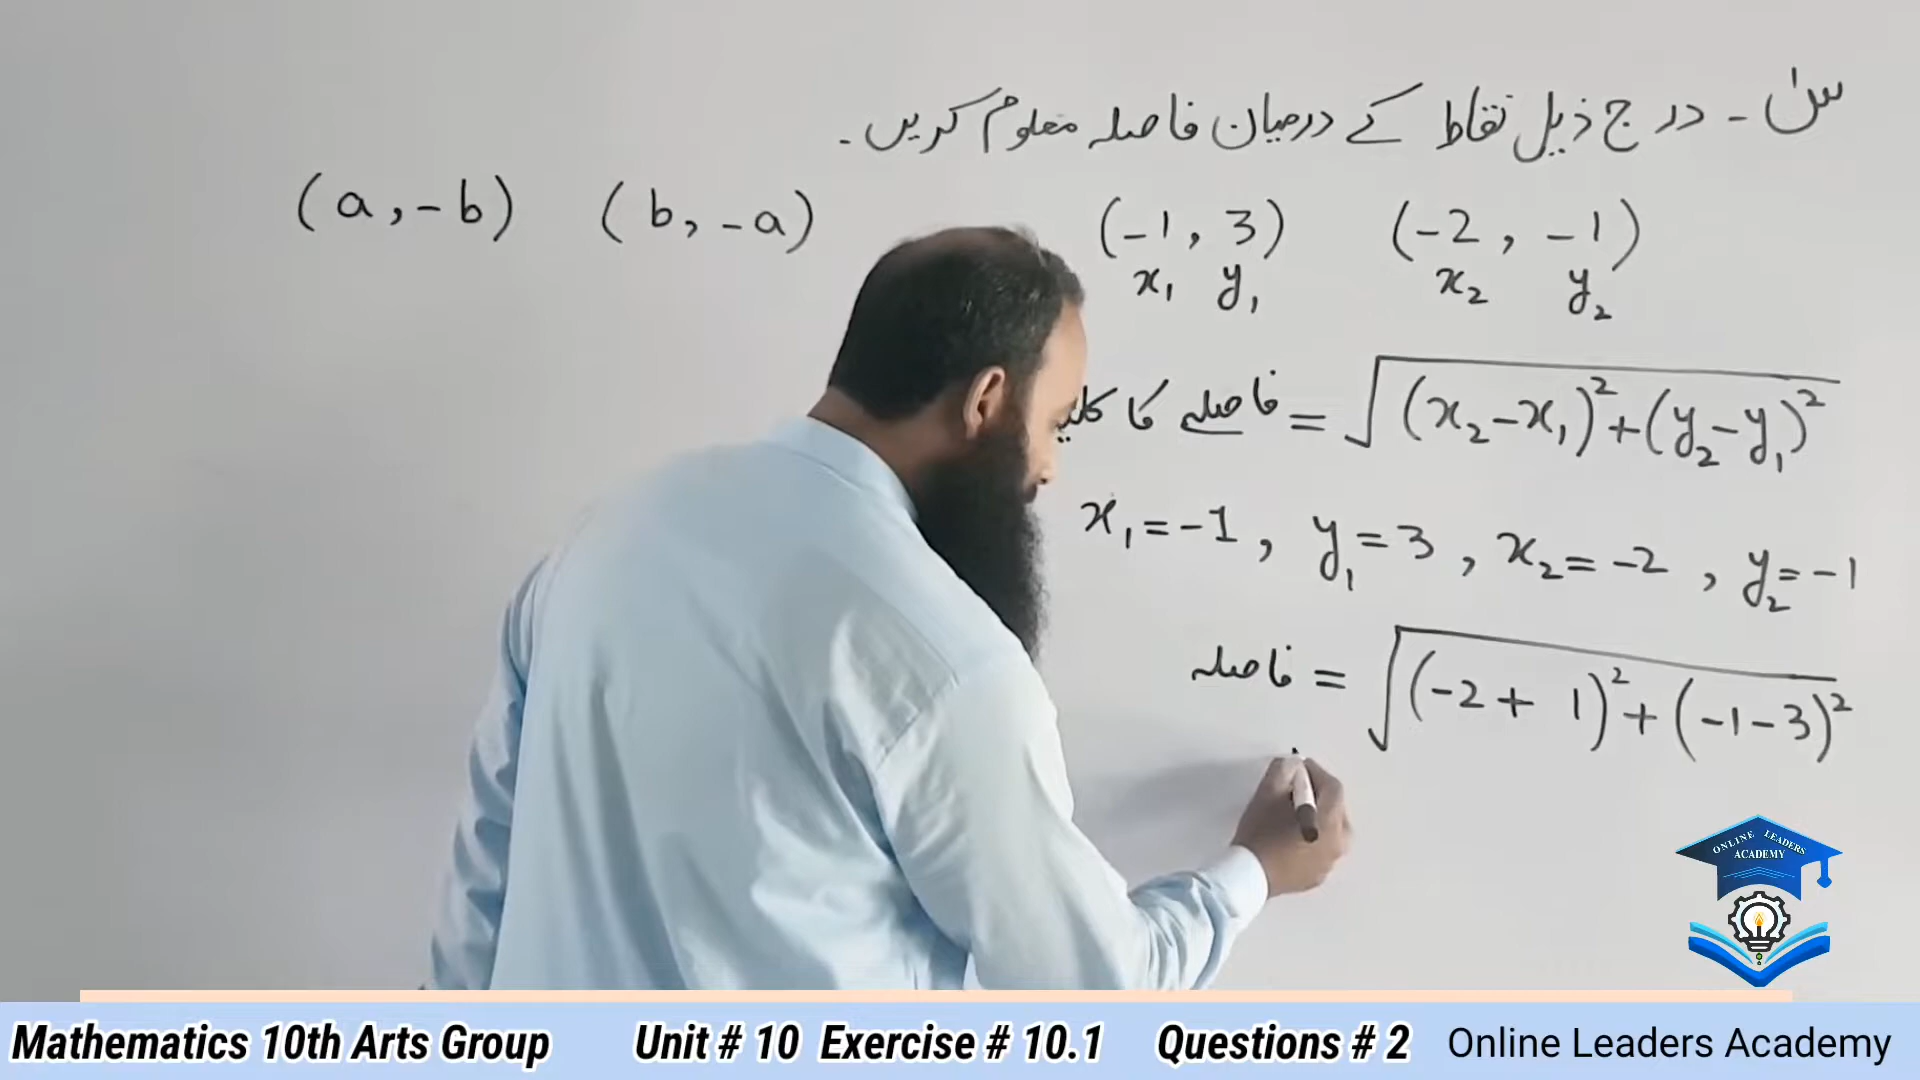 س۱ - درج ذیل نقاط کے درمیان فاصلہ معلوم کریں۔
(a, -b) (b, -a)
(-1, 3) (-2, -1)
x₁ y₁ x₂ y₂
فاصلے کا کلیہ = √((x₂-x₁)²+(y₂-y₁)²)
x₁=-1, y₁=3, x₂=-2, y₂=-1
فاصلہ = √((-2+1)²+(-1-3)²)
ONLINE LEADERS
ACADEMY
Mathematics 10th Arts Group Unit # 10 Exercise # 10.1 Questions # 2 Online Leaders Academy